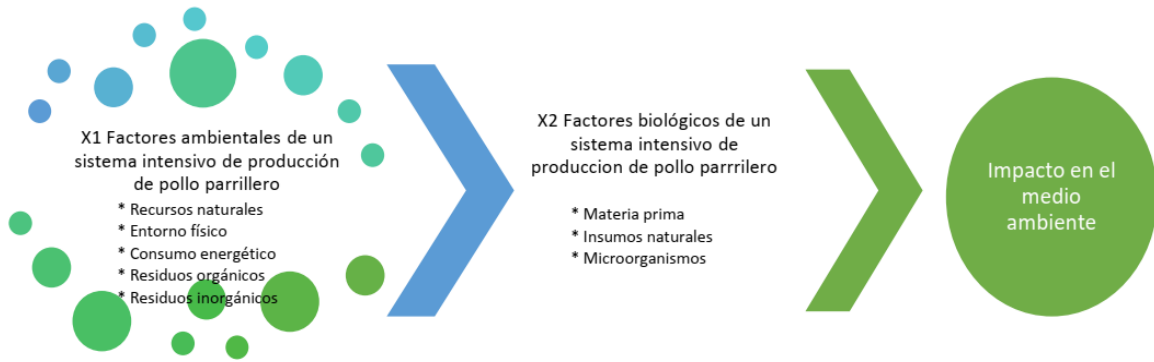 X1 Factores ambientales de un
sistema intensivo de producción
de pollo parrillero
* Recursos naturales
* Entorno físico
* Consumo energético
* Residuos orgánicos
* Residuos inorgánicos
X2 Factores biológicos de un
sistema intensivo de
produccion de pollo parrrilero
* Materia prima
* Insumos naturales
* Microorganismos
Impacto en el
medio
ambiente